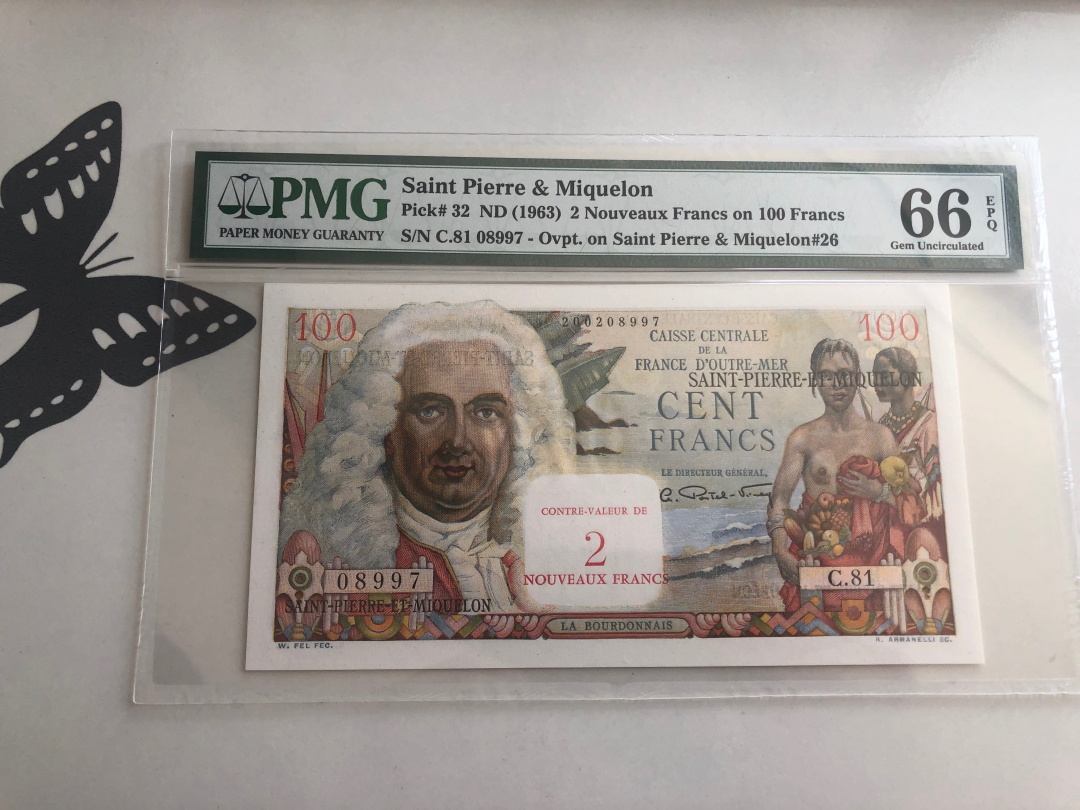 PMG
PAPER MONEY GUARANTY
Saint Pierre & Miquelon
Pick# 32 ND (1963) 2 Nouveaux Francs on 100 Francs
S/N C.81 08997 - Ovpt. on Saint Pierre & Miquelon#26
66
EPQ
Gem Uncirculated
100
200208997
100
CAISSE CENTRALE
DE LA
FRANCE D'OUTRE-MER
SAINT-PIERRE-ET-MIQUELON
CENT
FRANCS
LE DIRECTEUR GÉNÉRAL,
CONTRE-VALEUR DE
2
NOUVEAUX FRANCS
08997
C.81
SAINT-PIERRE-ET-MIQUELON
LA BOURDONNAIS
W. FEL FEC.
R. ARMANELLI SC.